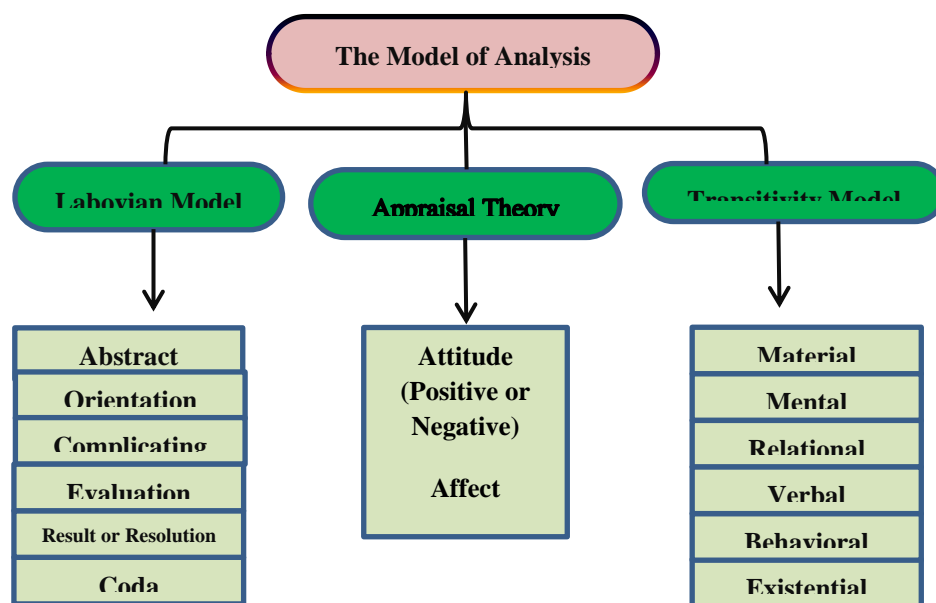 The Model of Analysis
Labovian Model
Appraisal Theory
Transitivity Model
Abstract
Orientation
Complicating
Evaluation
Result or Resolution
Coda
Attitude
(Positive or
Negative)
Affect
Material
Mental
Relational
Verbal
Behavioral
Existential